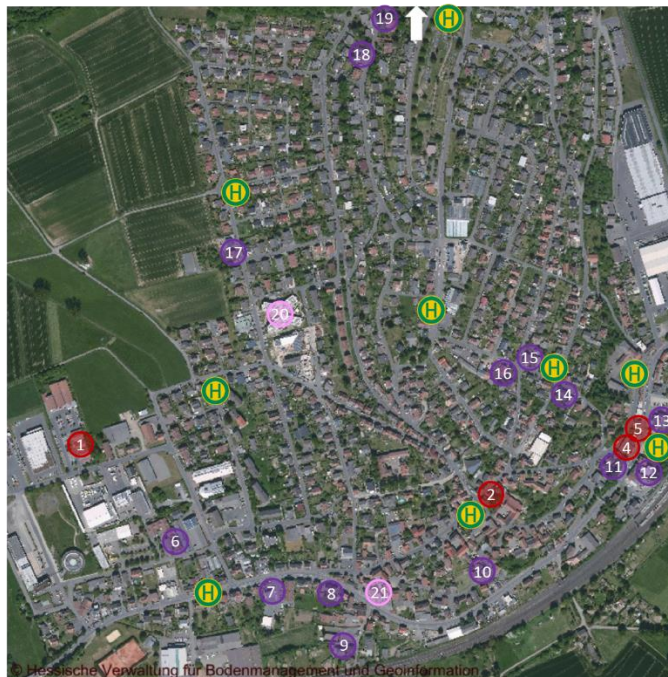 19
H
18
H
17
20
H
15
H
16
H
H
14
5
13
1
4
H
11
12
2
H
6
10
H
7
8
21
9
© Hessische Verwaltung für Bodenmanagement und Geoinformation